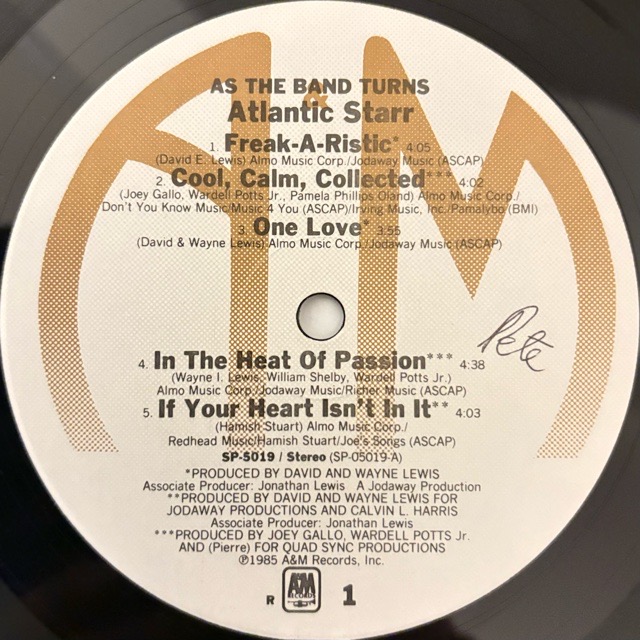 AS THE BAND TURNS
&
Atlantic Starr
1. Freak-A-Ristic* 4:05
(David E. Lewis) Almo Music Corp./Jodaway Music (ASCAP)
2. Cool, Calm, Collected*** 4:02
(Joey Gallo, Wardell Potts Jr., Pamela Phillips Oland) Almo Music Corp./
Don't You Know Music/Music 4 You (ASCAP)/Irving Music, Inc./Pamalybo (BMI)
3. One Love* 3:55
(David & Wayne Lewis) Almo Music Corp./Jodaway Music (ASCAP)
Pete
4. In The Heat Of Passion*** 4:38
(Wayne I. Lewis, William Shelby, Wardell Potts Jr.)
Almo Music Corp./Jodaway Music/Richer Music (ASCAP)
5. If Your Heart Isn't In It** 4:03
(Hamish Stuart) Almo Music Corp./
Redhead Music/Hamish Stuart/Joe's Songs (ASCAP)
SP-5019 / Stereo (SP-05019-A)
*PRODUCED BY DAVID AND WAYNE LEWIS
Associate Producer: Jonathan Lewis A Jodaway Production
**PRODUCED BY DAVID AND WAYNE LEWIS FOR
JODAWAY PRODUCTIONS AND CALVIN L. HARRIS
Associate Producer: Jonathan Lewis
***PRODUCED BY JOEY GALLO, WARDELL POTTS Jr.
AND (Pierre) FOR QUAD SYNC PRODUCTIONS
℗1985 A&M Records, Inc.
R A&M RECORDS 1